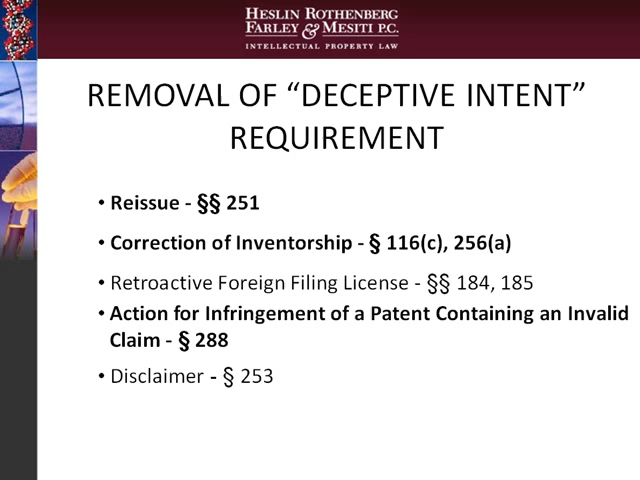 HESLIN ROTHENBERG
FARLEY & MESITI P.C.
INTELLECTUAL PROPERTY LAW
REMOVAL OF “DECEPTIVE INTENT”
REQUIREMENT
• Reissue - §§ 251
• Correction of Inventorship - § 116(c), 256(a)
• Retroactive Foreign Filing License - §§ 184, 185
• Action for Infringement of a Patent Containing an Invalid
Claim - § 288
• Disclaimer - § 253